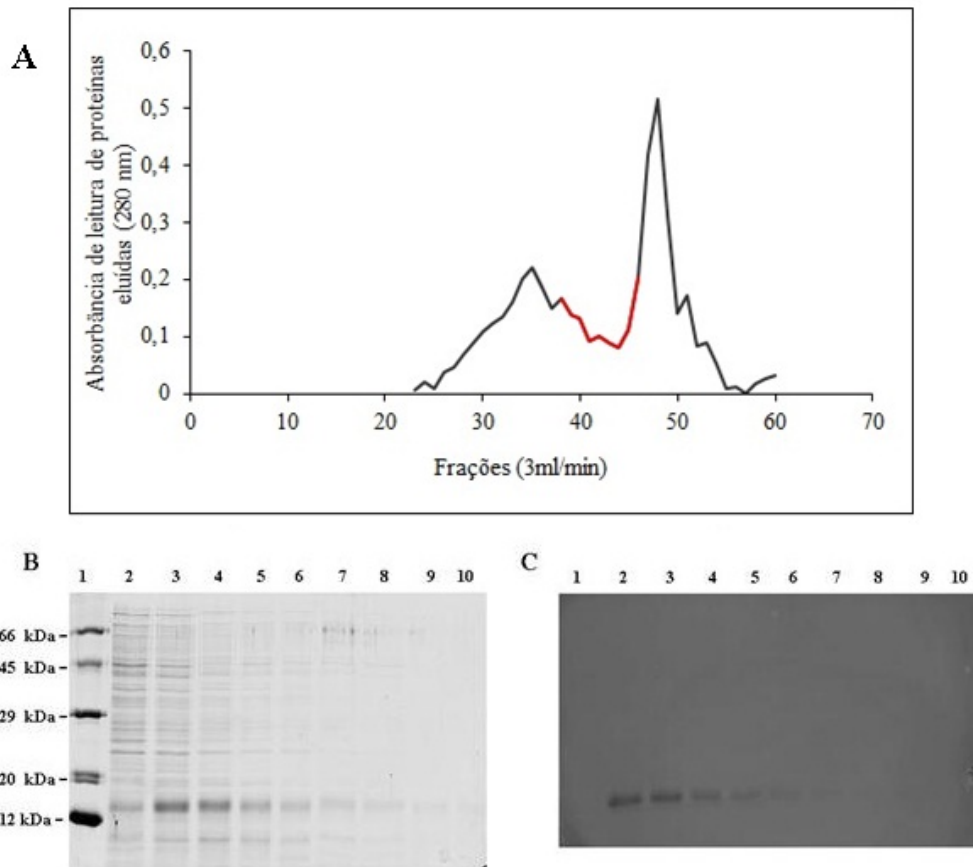 A
Absorbância de leitura de proteínas
eluídas (280 nm)
0,6
0,5
0,4
0,3
0,2
0,1
0
0 10 20 30 40 50 60 70
Frações (3ml/min)
B
1 2 3 4 5 6 7 8 9 10
66 kDa
45 kDa
29 kDa
20 kDa
12 kDa
C
1 2 3 4 5 6 7 8 9 10